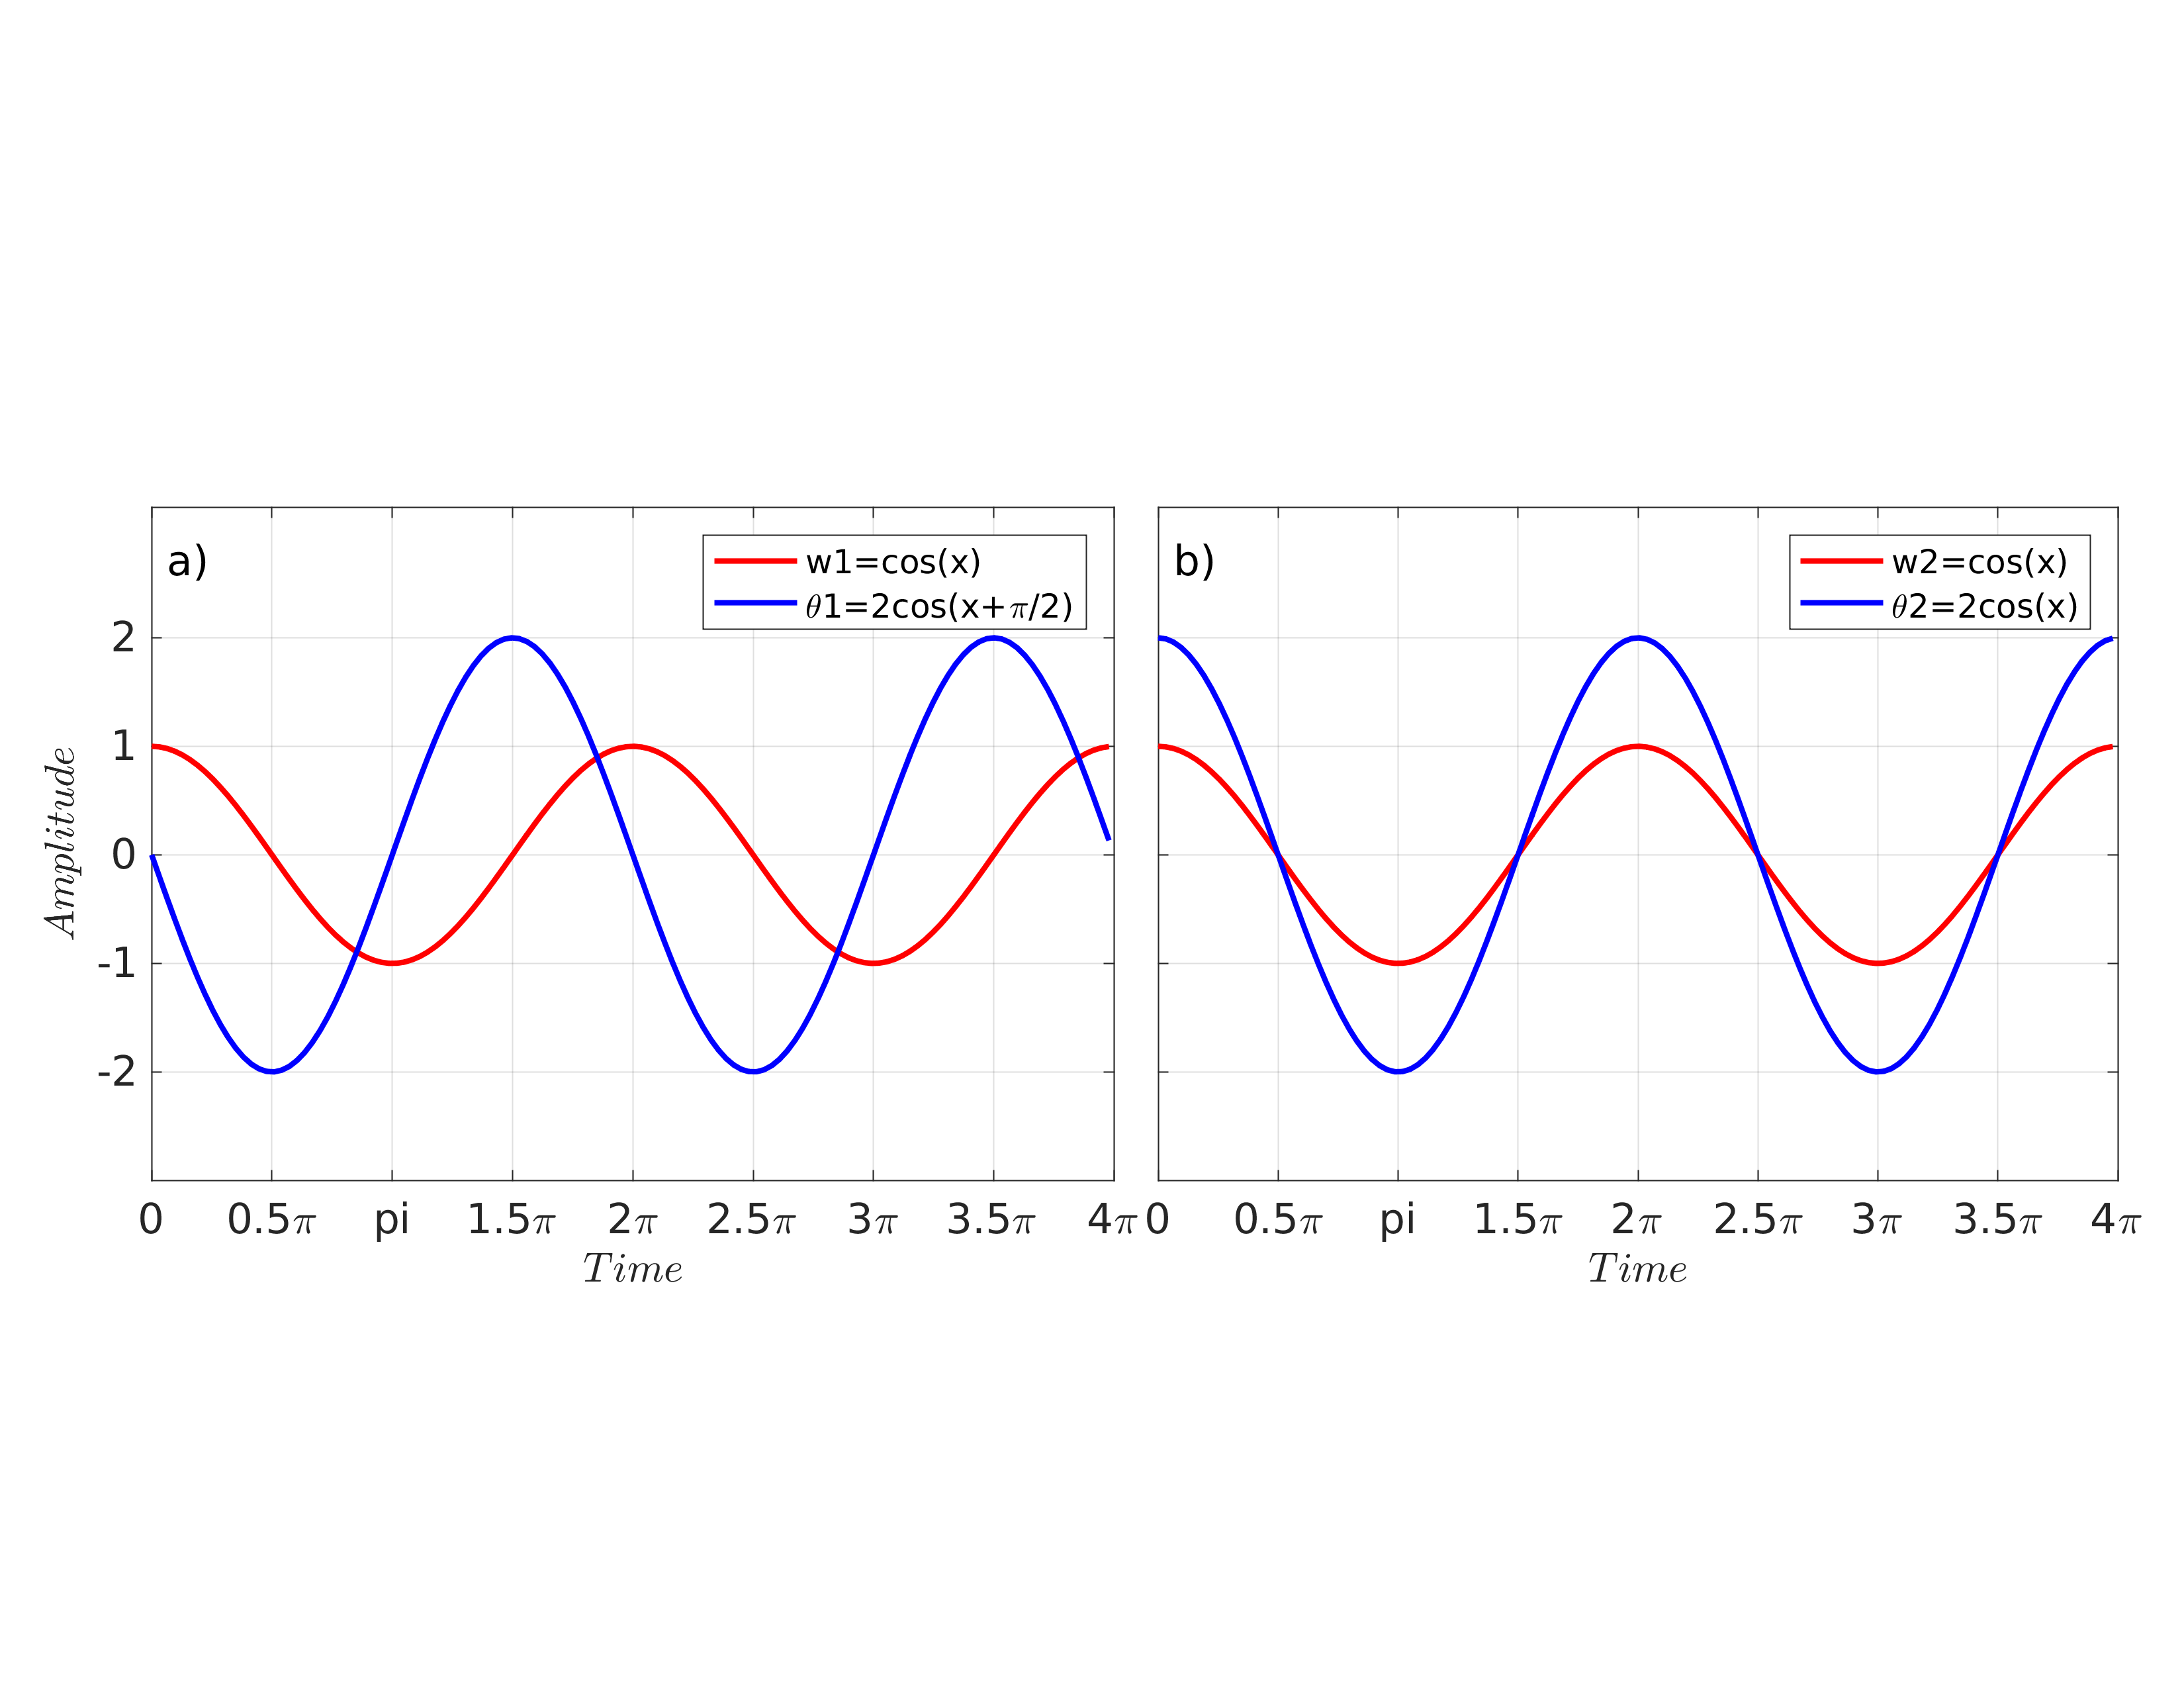 a)
w1=cos(x)
θ1=2cos(x+π/2)
2
1
0
-1
-2
Amplitude
0 0.5π pi 1.5π 2π 2.5π 3π 3.5π 4π
Time
b)
w2=cos(x)
θ2=2cos(x)
0 0.5π pi 1.5π 2π 2.5π 3π 3.5π 4π
Time